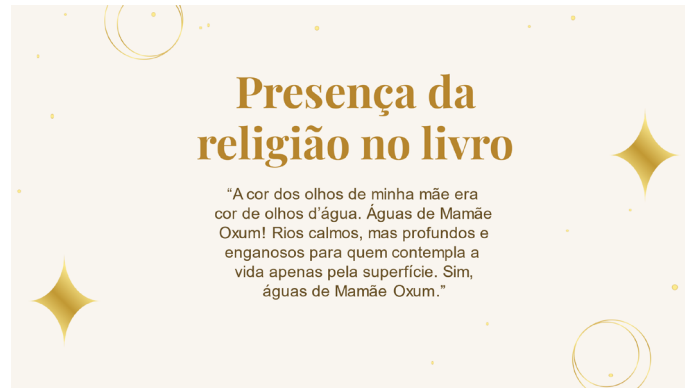 Presença da
religião no livro
“A cor dos olhos de minha mãe era
cor de olhos d’água. Águas de Mamãe
Oxum! Rios calmos, mas profundos e
enganosos para quem contempla a
vida apenas pela superfície. Sim,
águas de Mamãe Oxum.”